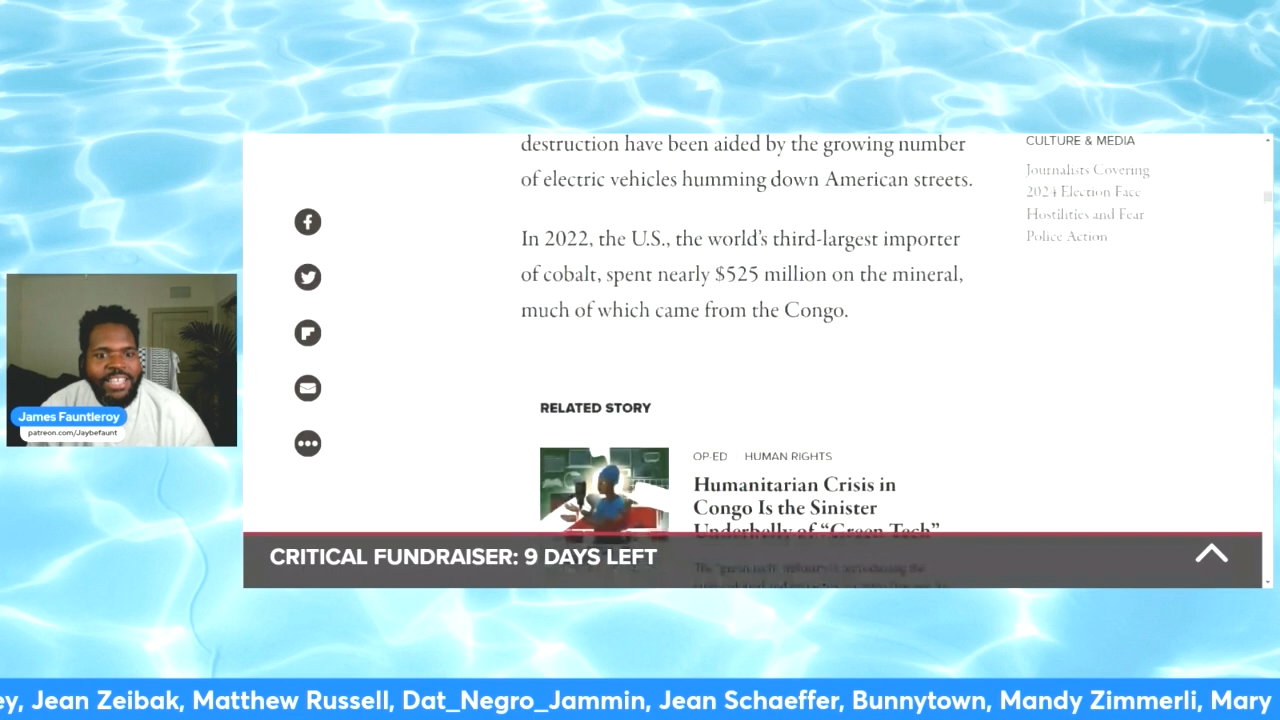 destruction have been aided by the growing number
of electric vehicles humming down American streets.
In 2022, the U.S., the world's third-largest importer
of cobalt, spent nearly $525 million on the mineral,
much of which came from the Congo.
CULTURE & MEDIA
Journalists Covering
2024 Election Face
Hostilities and Fear
Police Action
James Fauntleroy
patreon.com/Jaybefaunt
RELATED STORY
OP-ED HUMAN RIGHTS
Humanitarian Crisis in
Congo Is the Sinister
Underbelly of “Green Tech”
CRITICAL FUNDRAISER: 9 DAYS LEFT
ey, Jean Zeibak, Matthew Russell, Dat_Negro_Jammin, Jean Schaeffer, Bunnytown, Mandy Zimmerli, Mary